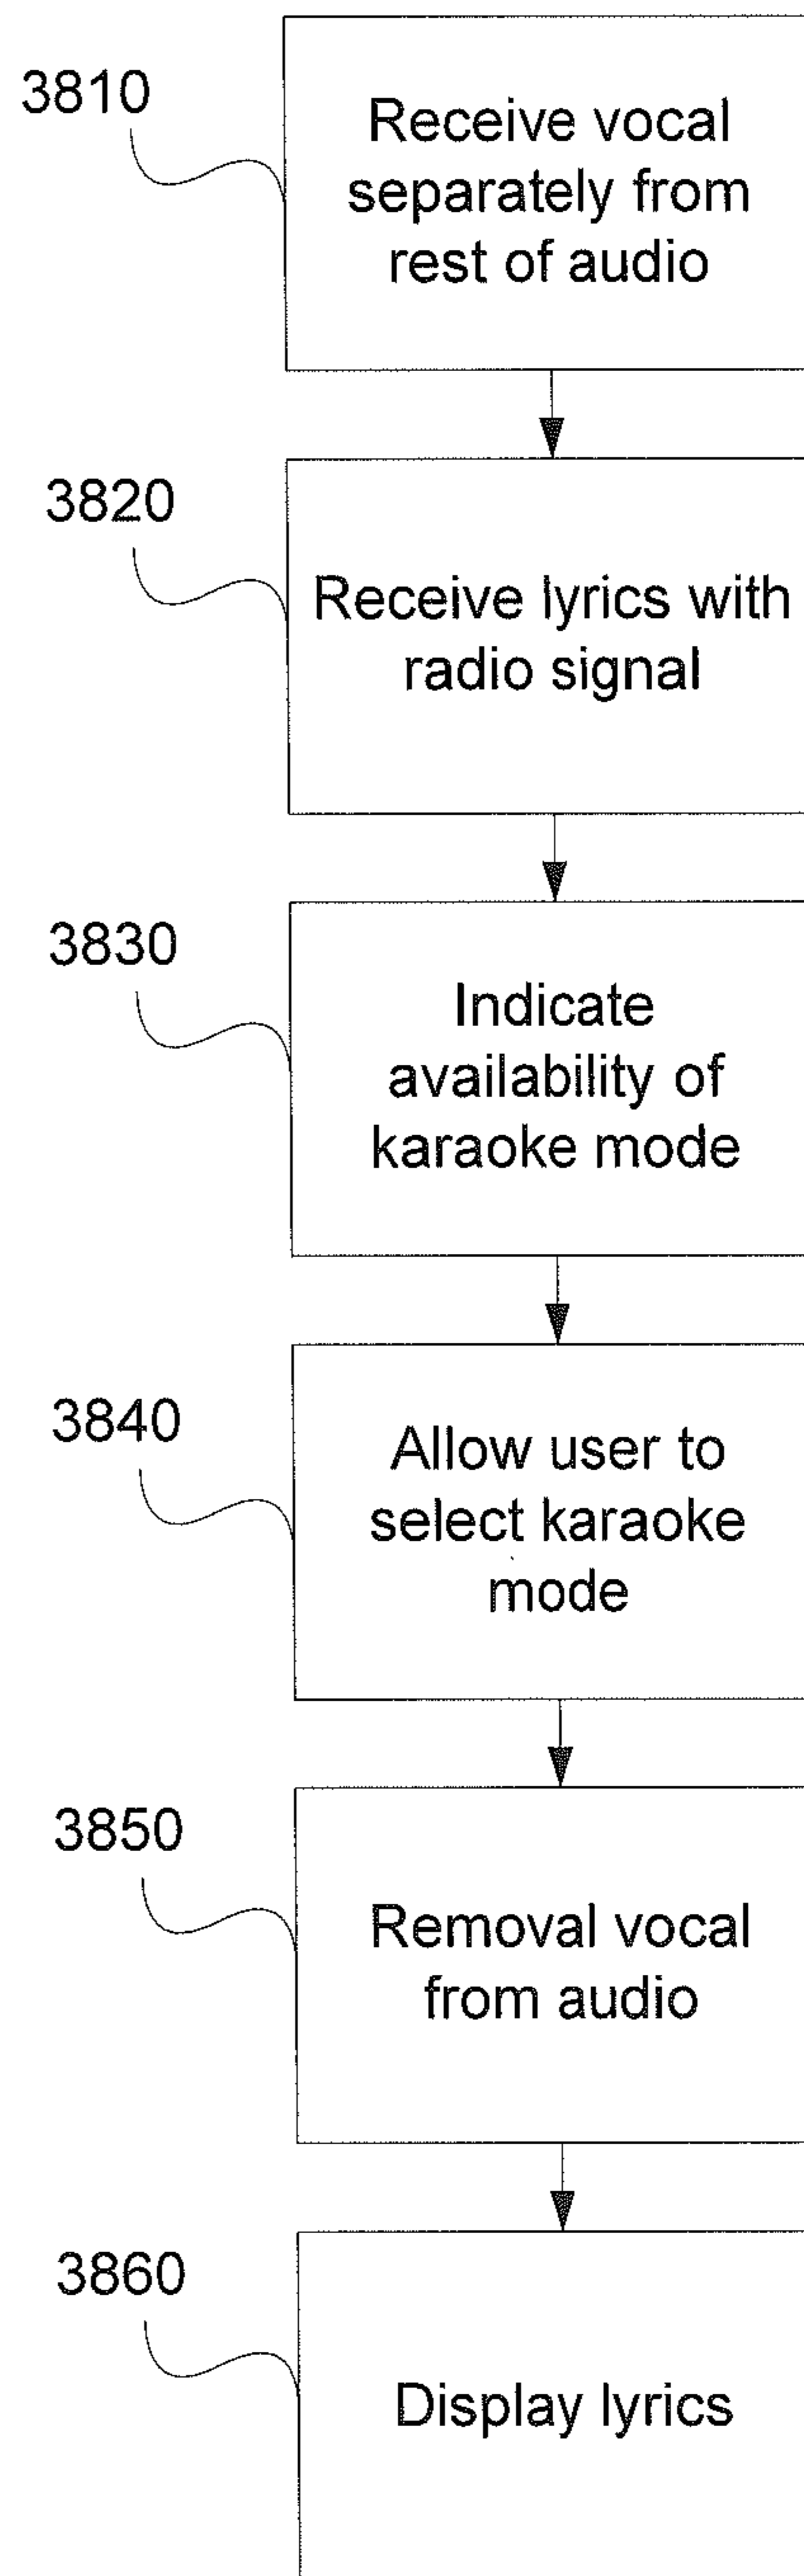 3810
Receive vocal
separately from
rest of audio
3820
Receive lyrics with
radio signal
3830
Indicate
availability of
karaoke mode
3840
Allow user to
select karaoke
mode
3850
Removal vocal
from audio
3860
Display lyrics